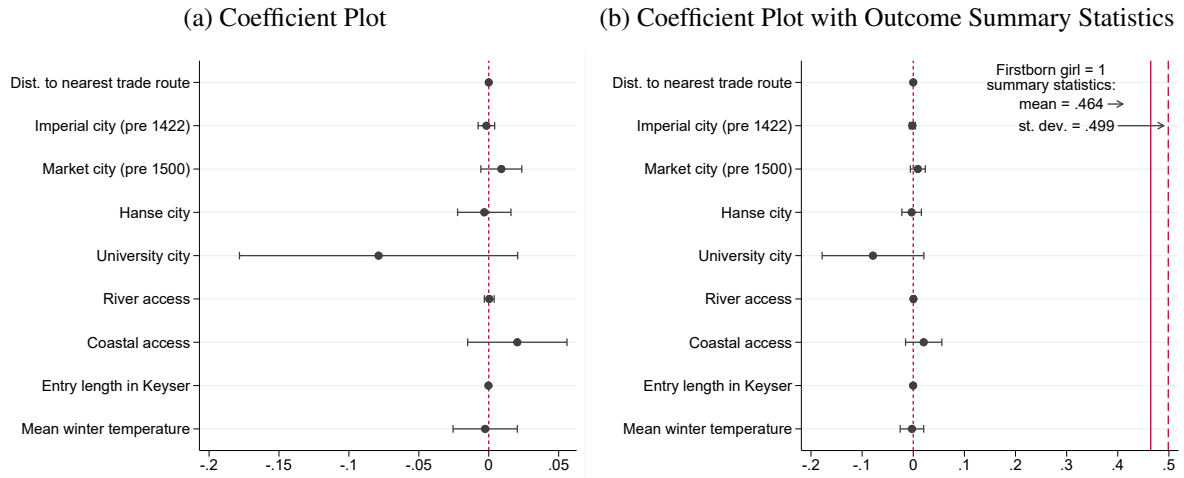 (a) Coefficient Plot
Dist. to nearest trade route
Imperial city (pre 1422)
Market city (pre 1500)
Hanse city
University city
River access
Coastal access
Entry length in Keyser
Mean winter temperature
-.2 -.15 -.1 -.05 0 .05
(b) Coefficient Plot with Outcome Summary Statistics
Firstborn girl = 1
summary statistics:
mean = .464
st. dev. = .499
Dist. to nearest trade route
Imperial city (pre 1422)
Market city (pre 1500)
Hanse city
University city
River access
Coastal access
Entry length in Keyser
Mean winter temperature
-.2 -.1 0 .1 .2 .3 .4 .5